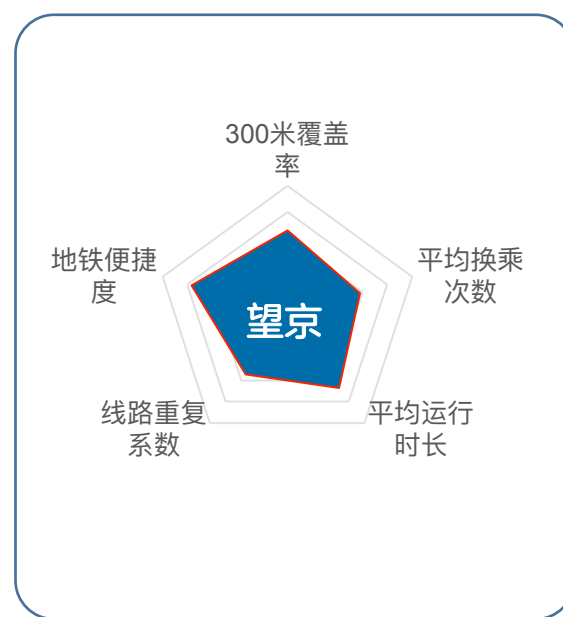 300米覆盖
率
地铁便捷
度
平均换乘
次数
望京
线路重复
系数
平均运行
时长